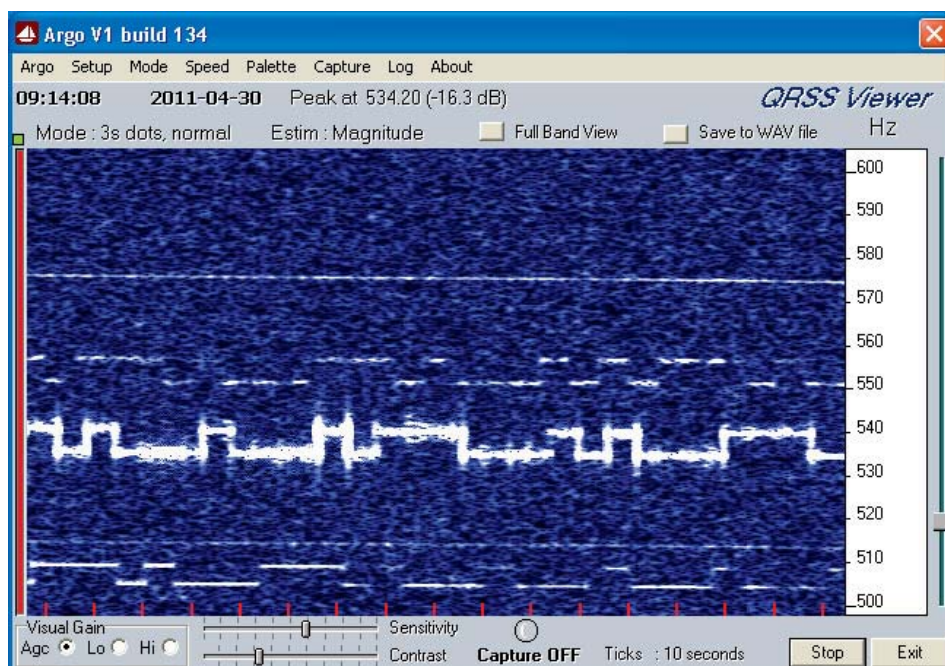 Argo V1 build 134
Argo Setup Mode Speed Palette Capture Log About
09:14:08 2011-04-30 Peak at 534.20 (-16.3 dB) QRSS Viewer
Mode : 3s dots, normal Estim : Magnitude Full Band View Save to WAV file Hz
600
590
580
570
560
550
540
530
520
510
500
Visual Gain
Agc Lo Hi
Sensitivity
Contrast Capture OFF Ticks : 10 seconds Stop Exit